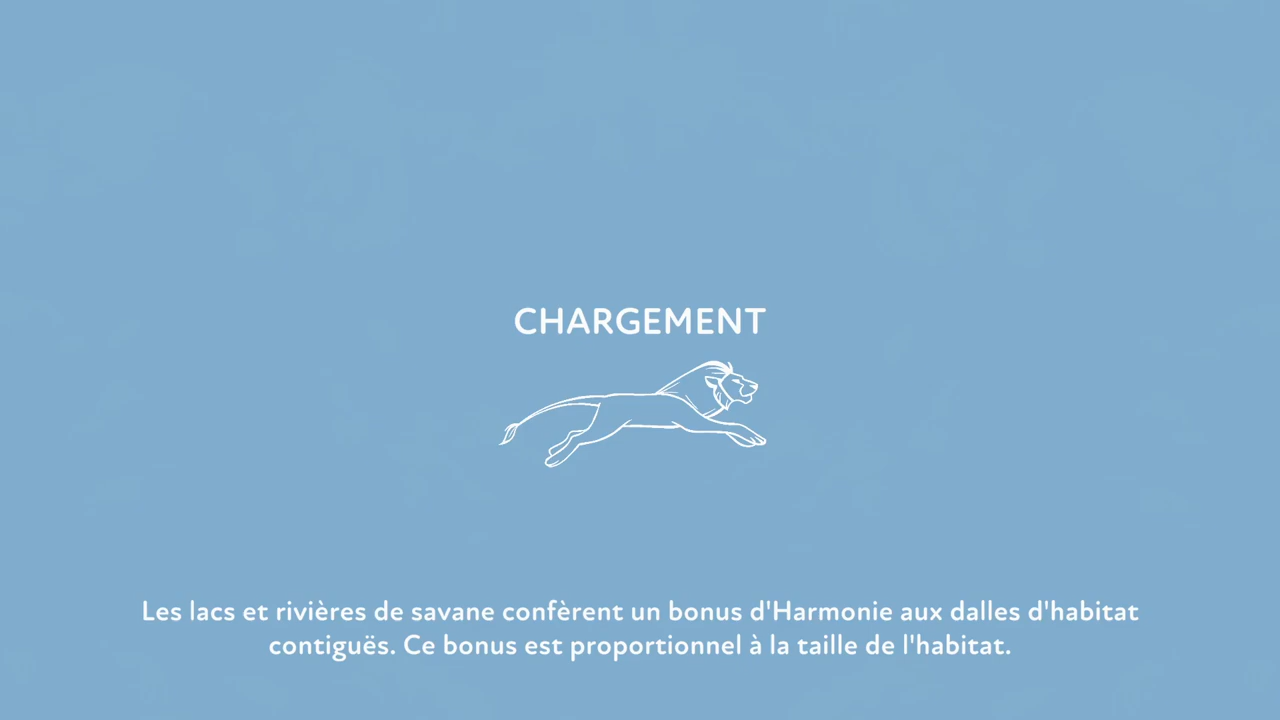 CHARGEMENT
Les lacs et rivières de savane confèrent un bonus d'Harmonie aux dalles d'habitat
contiguës. Ce bonus est proportionnel à la taille de l'habitat.